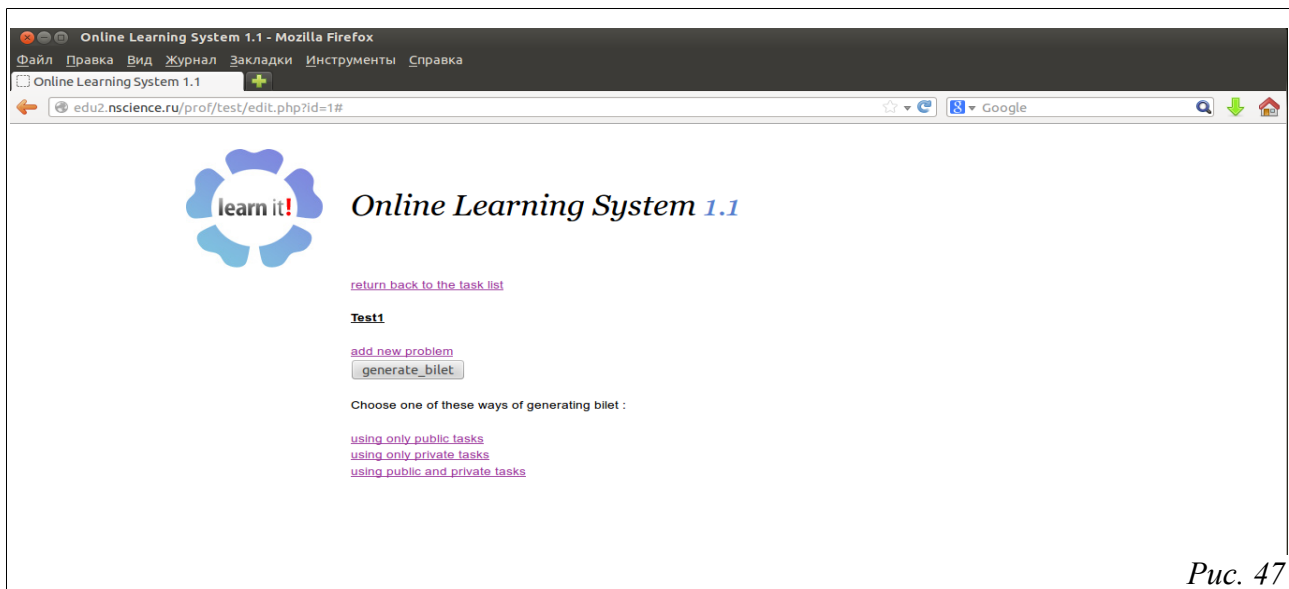 Online Learning System 1.1 - Mozilla Firefox
Файл Правка Вид Журнал Закладки Инструменты Справка
Online Learning System 1.1
edu2.nscience.ru/prof/test/edit.php?id=1# Google
learn it! Online Learning System 1.1
return back to the task list
Test1
add new problem
generate_bilet
Choose one of these ways of generating bilet :
using only public tasks
using only private tasks
using public and private tasks
Рис. 47